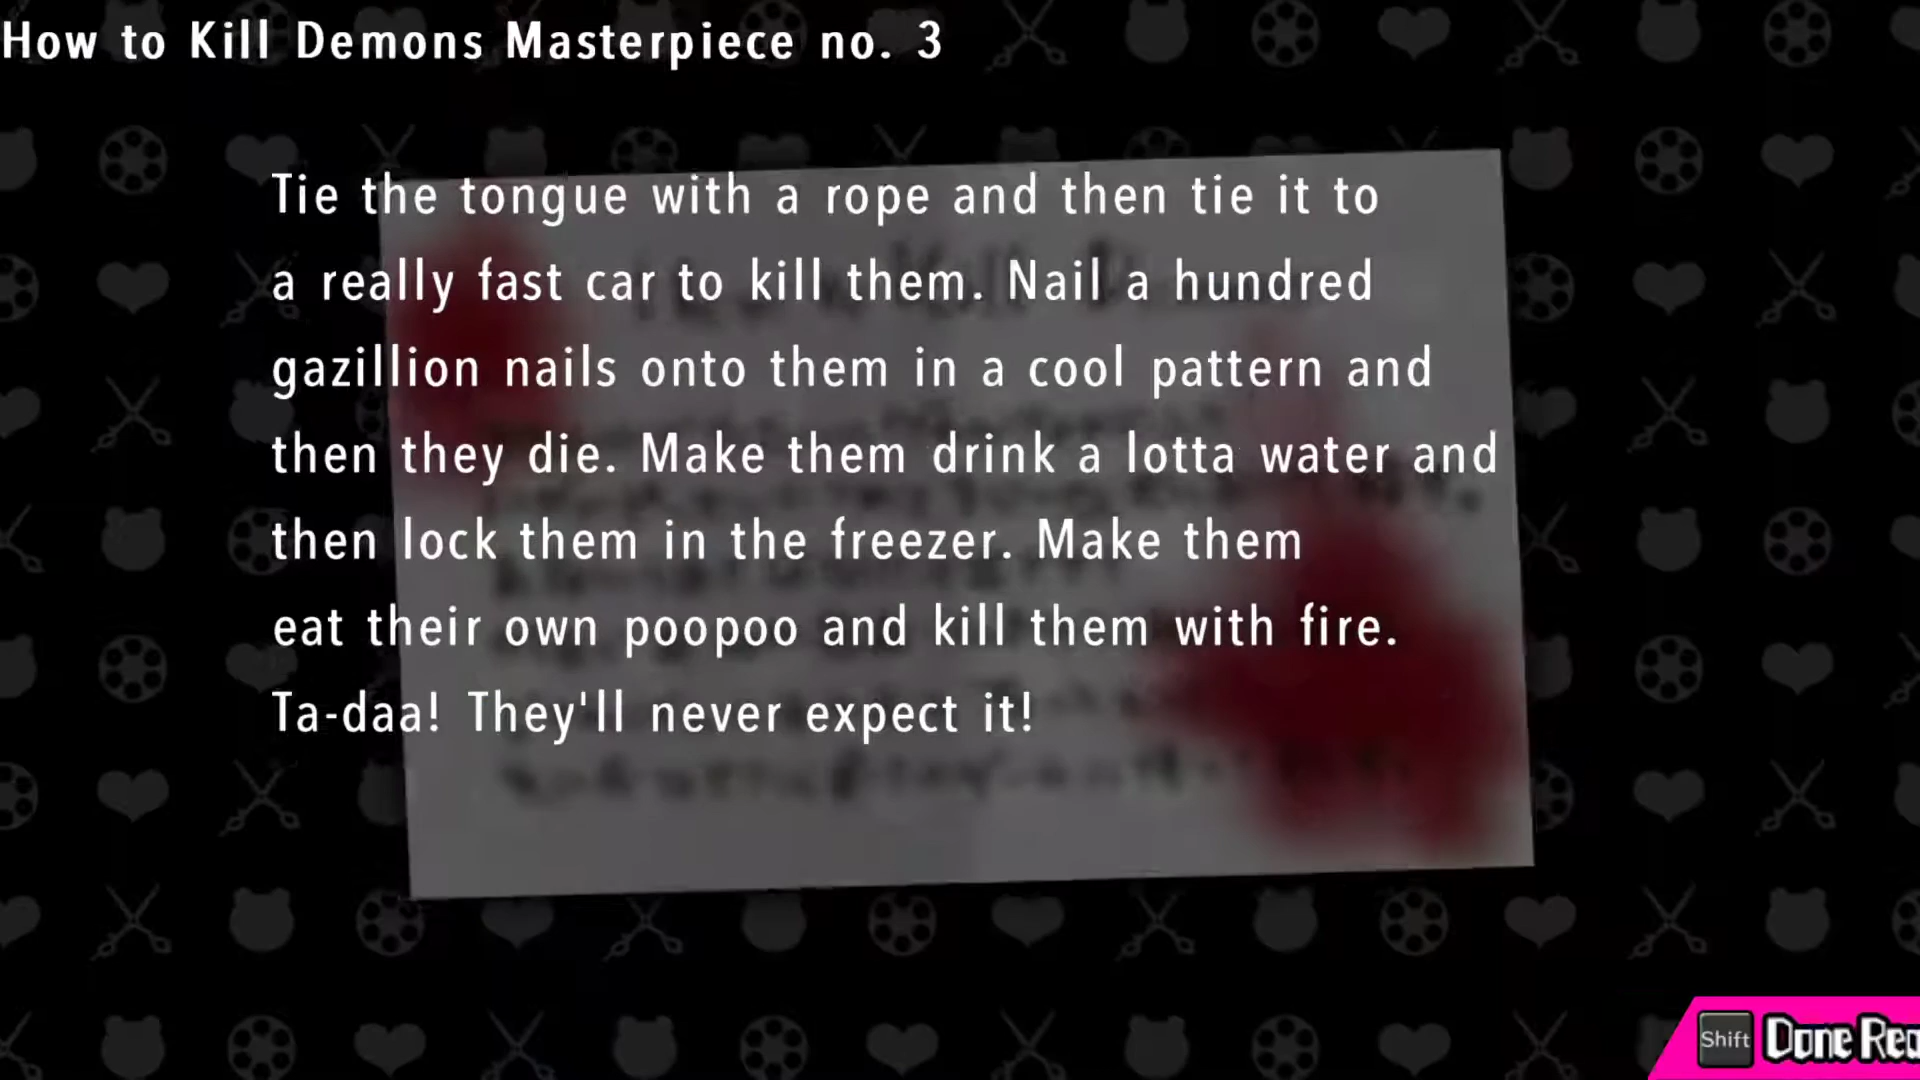 How to Kill Demons Masterpiece no. 3
Tie the tongue with a rope and then tie it to
a really fast car to kill them. Nail a hundred
gazillion nails onto them in a cool pattern and
then they die. Make them drink a lotta water and
then lock them in the freezer. Make them
eat their own poopoo and kill them with fire.
Ta-daa! They'll never expect it!
Shift Done